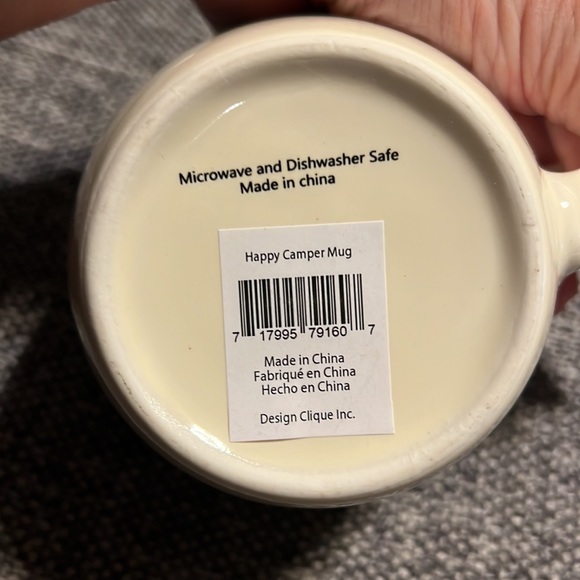 Microwave and Dishwasher Safe
Made in china
Happy Camper Mug
7 17995 79160 7
Made in China
Fabriqué en China
Hecho en China
Design Clique Inc.